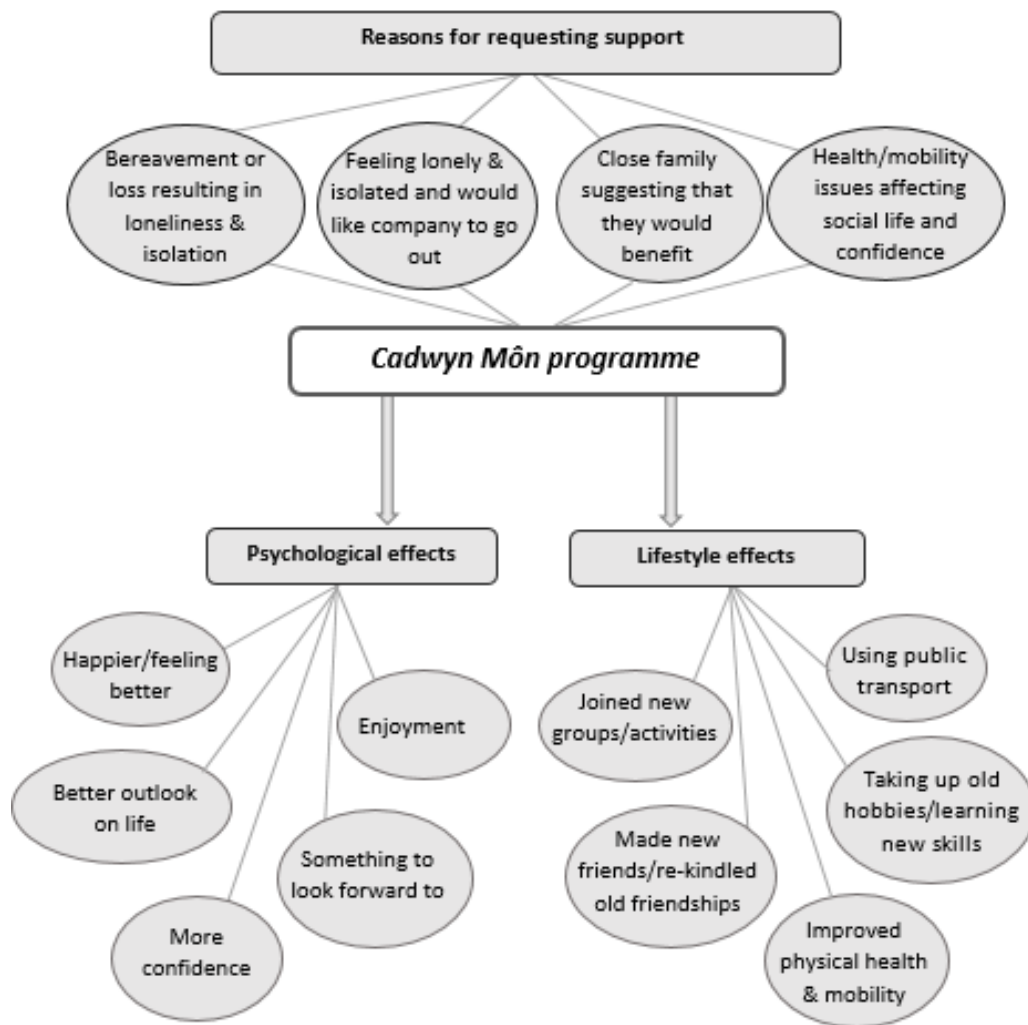 Reasons for requesting support
Bereavement or
loss resulting in
loneliness &
isolation
Feeling lonely &
isolated and would
like company to go
out
Close family
suggesting that
they would
benefit
Health/mobility
issues affecting
social life and
confidence
Cadwyn Môn programme
Psychological effects
Happier/feeling
better
Better outlook
on life
More
confidence
Something to
look forward to
Enjoyment
Lifestyle effects
Joined new
groups/activities
Made new
friends/re-kindled
old friendships
Improved
physical health
& mobility
Taking up old
hobbies/learning
new skills
Using public
transport